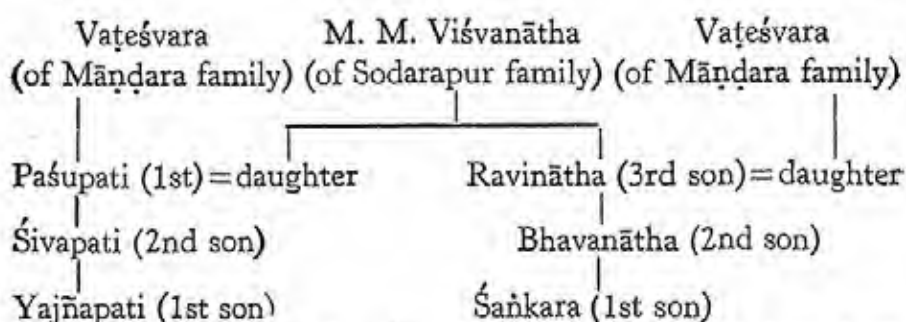 Vaṭeśvara M. M. Viśvanātha Vaṭeśvara
(of Māṇḍara family) (of Sodarapur family) (of Māṇḍara family)
Paśupati (1st)=daughter Ravinātha (3rd son)=daughter
Śivapati (2nd son) Bhavanātha (2nd son)
Yajñapati (1st son) Śaṅkara (1st son)